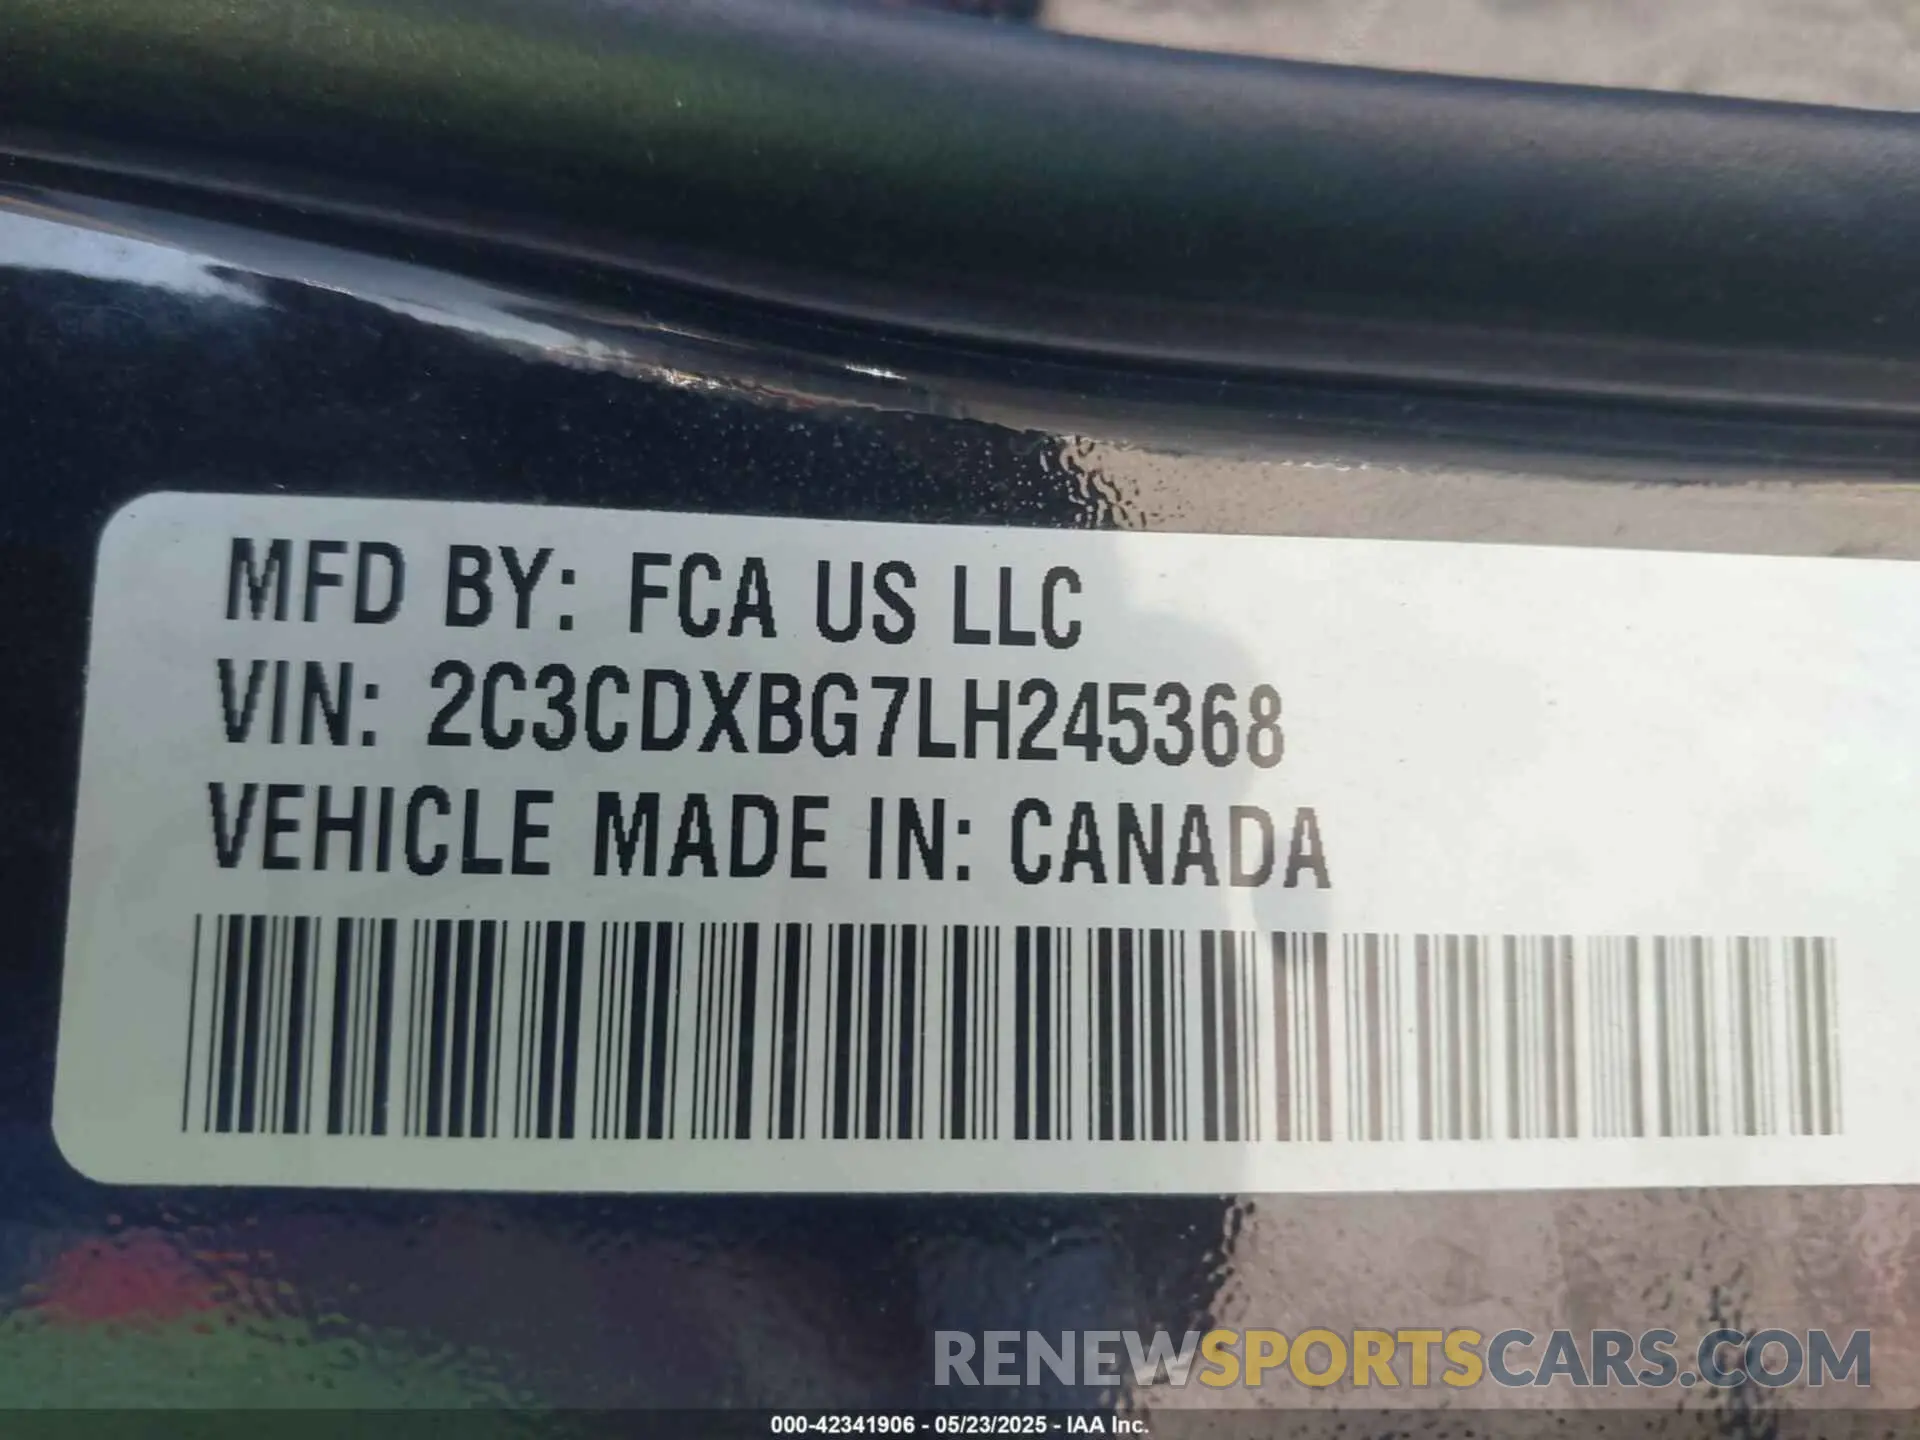 MFD BY: FCA US LLC
VIN: 2C3CDXBG7LH245368
VEHICLE MADE IN: CANADA
RENEWSPORTSCARS.COM
000-42341906 - 05/23/2025 - IAA Inc.